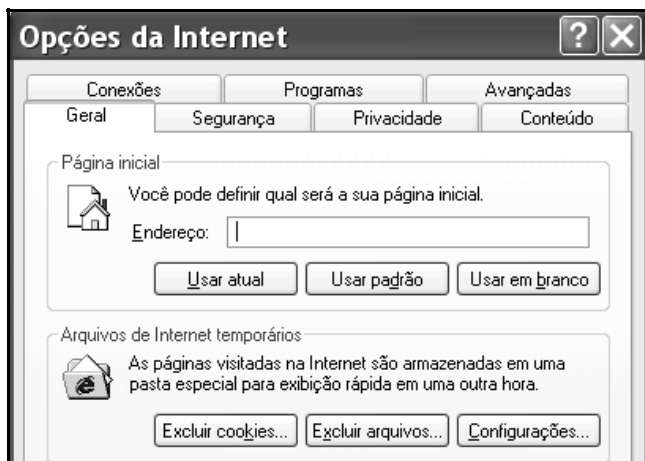 Opções da Internet
Conexões Programas Avançadas
Geral Segurança Privacidade Conteúdo
Página inicial
Você pode definir qual será a sua página inicial.
Endereço:
Usar atual Usar padrão Usar em branco
Arquivos de Internet temporários
As páginas visitadas na Internet são armazenadas em uma
pasta especial para exibição rápida em uma outra hora.
Excluir cookies... Excluir arquivos... Configurações...